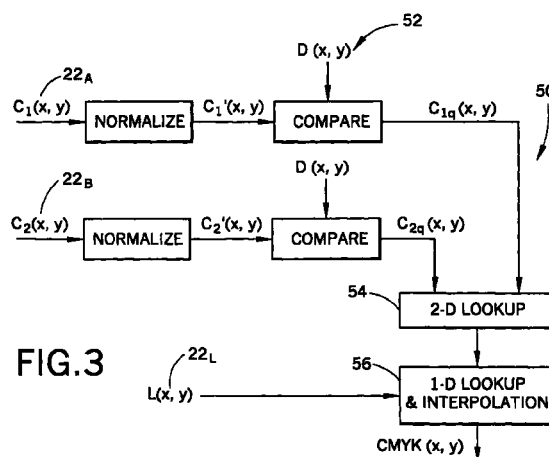 D (x, y)
52
50
22A
C1(x, y)
NORMALIZE
C1'(x, y)
COMPARE
C1q(x, y)
D (x, y)
22B
C2(x, y)
NORMALIZE
C2'(x, y)
COMPARE
C2q(x, y)
54
2-D LOOKUP
FIG.3
22L
56
L(x, y)
1-D LOOKUP
& INTERPOLATION
CMYK (x, y)